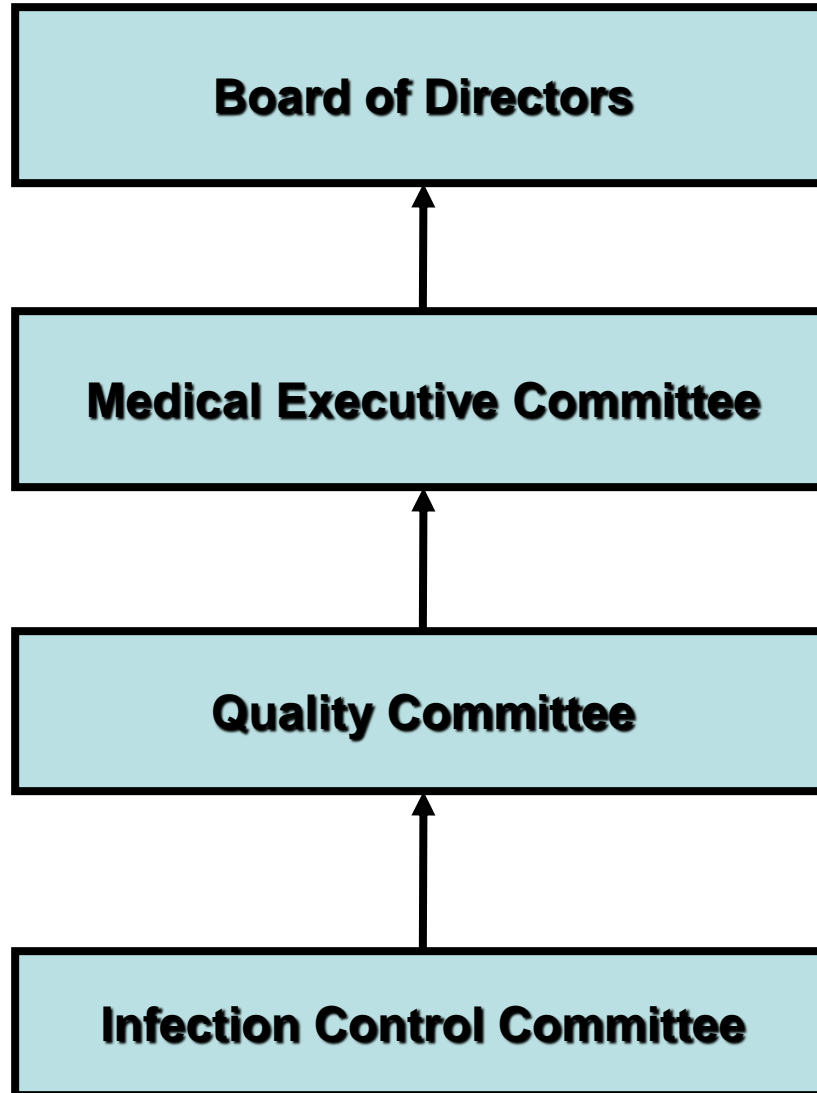 Board of Directors
Medical Executive Committee
Quality Committee
Infection Control Committee